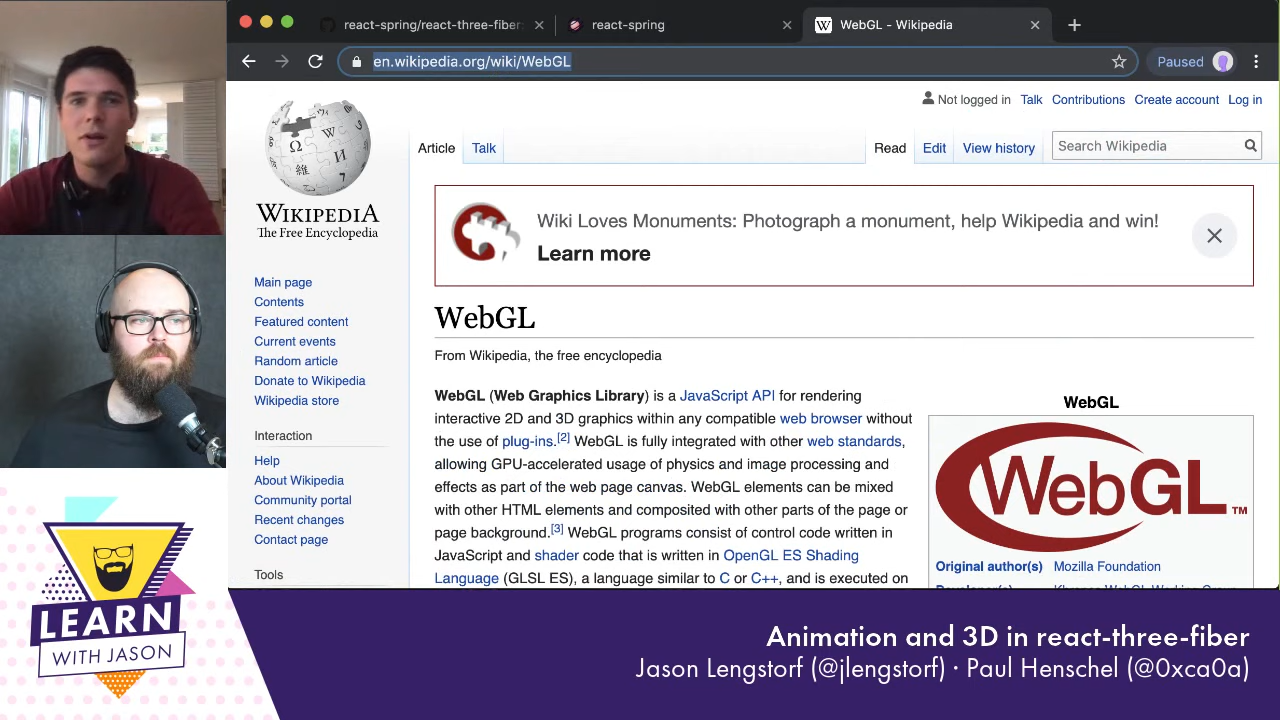 react-spring/react-three-fiber:
react-spring
WebGL - Wikipedia
en.wikipedia.org/wiki/WebGL
Paused
Not logged in Talk Contributions Create account Log in
Article Talk
Read Edit View history
Search Wikipedia
WIKIPEDIA
The Free Encyclopedia
Main page
Contents
Featured content
Current events
Random article
Donate to Wikipedia
Wikipedia store
Interaction
Help
About Wikipedia
Community portal
Recent changes
Contact page
Tools
Wiki Loves Monuments: Photograph a monument, help Wikipedia and win!
Learn more
WebGL
From Wikipedia, the free encyclopedia
WebGL (Web Graphics Library) is a JavaScript API for rendering
interactive 2D and 3D graphics within any compatible web browser without
the use of plug-ins.[2] WebGL is fully integrated with other web standards,
allowing GPU-accelerated usage of physics and image processing and
effects as part of the web page canvas. WebGL elements can be mixed
with other HTML elements and composited with other parts of the page or
page background.[3] WebGL programs consist of control code written in
JavaScript and shader code that is written in OpenGL ES Shading
Language (GLSL ES), a language similar to C or C++, and is executed on
WebGL
WebGL™
Original author(s) Mozilla Foundation
LEARN
WITH JASON
Animation and 3D in react-three-fiber
Jason Lengstorf (@jlengstorf) · Paul Henschel (@0xca0a)